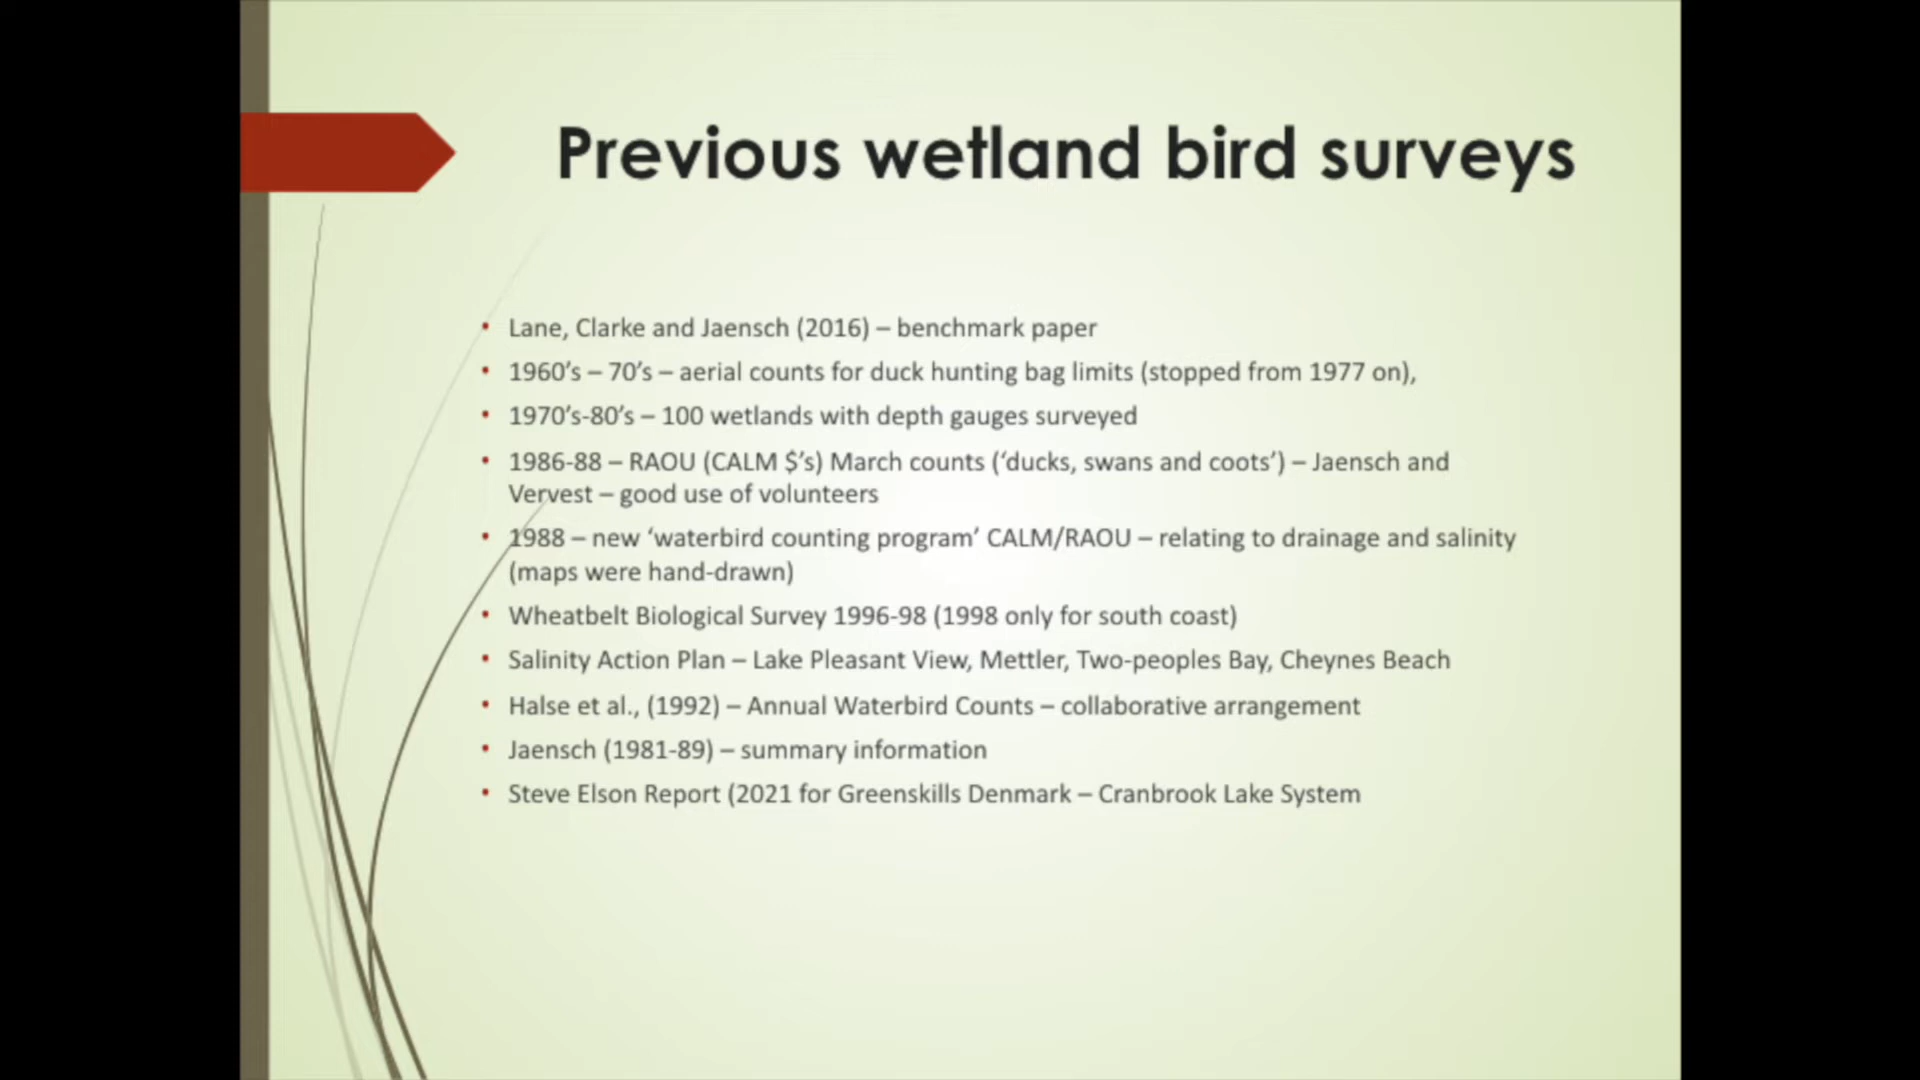 Previous wetland bird surveys
• Lane, Clarke and Jaensch (2016) – benchmark paper
• 1960’s – 70’s – aerial counts for duck hunting bag limits (stopped from 1977 on),
• 1970’s-80’s – 100 wetlands with depth gauges surveyed
• 1986-88 – RAOU (CALM $’s) March counts (‘ducks, swans and coots’) – Jaensch and
Vervest – good use of volunteers
• 1988 – new ‘waterbird counting program’ CALM/RAOU – relating to drainage and salinity
(maps were hand-drawn)
• Wheatbelt Biological Survey 1996-98 (1998 only for south coast)
• Salinity Action Plan – Lake Pleasant View, Mettler, Two-peoples Bay, Cheynes Beach
• Halse et al., (1992) – Annual Waterbird Counts – collaborative arrangement
• Jaensch (1981-89) – summary information
• Steve Elson Report (2021 for Greenskills Denmark – Cranbrook Lake System